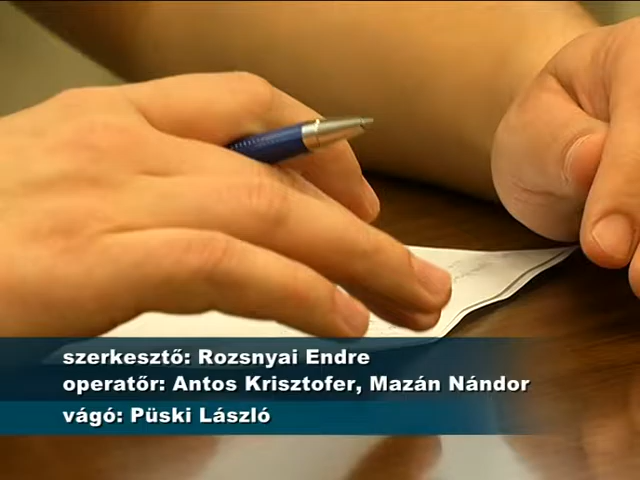 szerkesztő: Rozsnyai Endre
operatőr: Antos Krisztofer, Mazán Nándor
vágó: Püski László